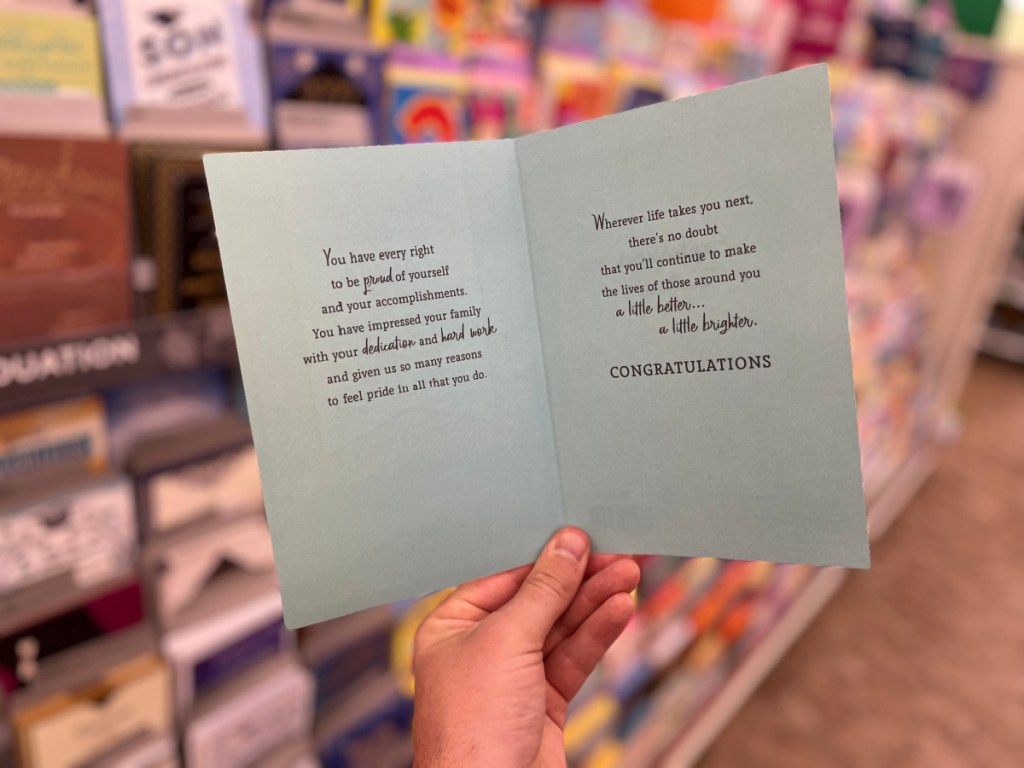 SON
DUATION
You have every right
to be proud of yourself
and your accomplishments.
You have impressed your family
with your dedication and hard work
and given us so many reasons
to feel pride in all that you do.
Wherever life takes you next,
there's no doubt
that you'll continue to make
the lives of those around you
a little better...
a little brighter.
CONGRATULATIONS